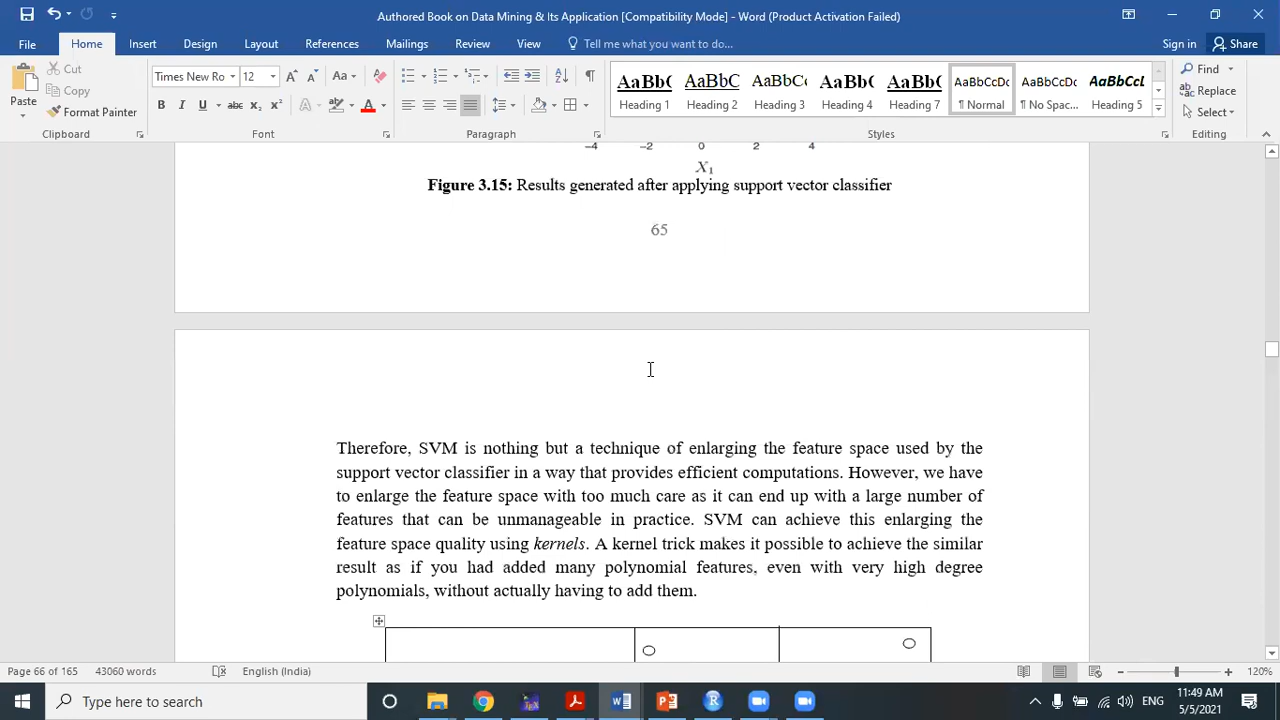 Authored Book on Data Mining & Its Application [Compatibility Mode] - Word (Product Activation Failed)
File Home Insert Design Layout References Mailings Review View Tell me what you want to do... Sign in Share
Paste
Cut
Copy
Format Painter
Clipboard
Times New Ro 12 Aa
B I U abc x₂ x² A A
Font
Paragraph
AaBbC AaBbC AaBbCc AaBbC AaBbC AaBbCcDc AaBbCcDc AaBbCcL
Heading 1 Heading 2 Heading 3 Heading 4 Heading 7 ¶ Normal ¶ No Spac... Heading 5
Styles
Find
Replace
Select
Editing
−4 −2 0 2 4
X₁
Figure 3.15: Results generated after applying support vector classifier
65
Therefore, SVM is nothing but a technique of enlarging the feature space used by the
support vector classifier in a way that provides efficient computations. However, we have
to enlarge the feature space with too much care as it can end up with a large number of
features that can be unmanageable in practice. SVM can achieve this enlarging the
feature space quality using kernels. A kernel trick makes it possible to achieve the similar
result as if you had added many polynomial features, even with very high degree
polynomials, without actually having to add them.
Page 66 of 165 43060 words English (India) 120%
Type here to search
ENG
11:49 AM
5/5/2021